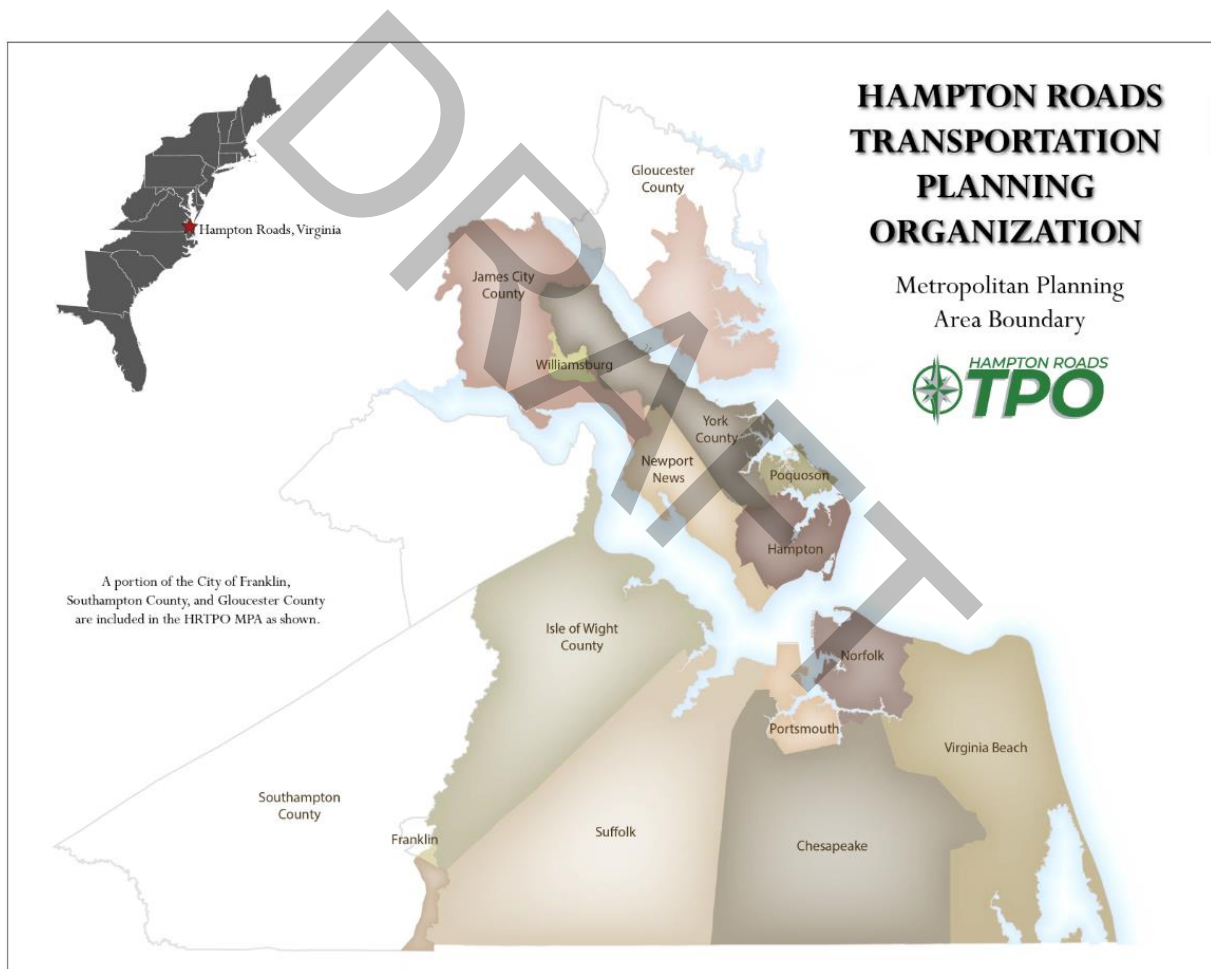 HAMPTON ROADS
TRANSPORTATION
PLANNING
ORGANIZATION
Metropolitan Planning
Area Boundary
HAMPTON ROADS
TPO
Hampton Roads, Virginia
Gloucester
County
James City
County
Williamsburg
York
County
Newport
News
Poquoson
Hampton
A portion of the City of Franklin,
Southampton County, and Gloucester County
are included in the HRTPO MPA as shown.
Isle of Wight
County
Norfolk
Portsmouth
Virginia Beach
Southampton
County
Franklin
Suffolk
Chesapeake
DRAFT